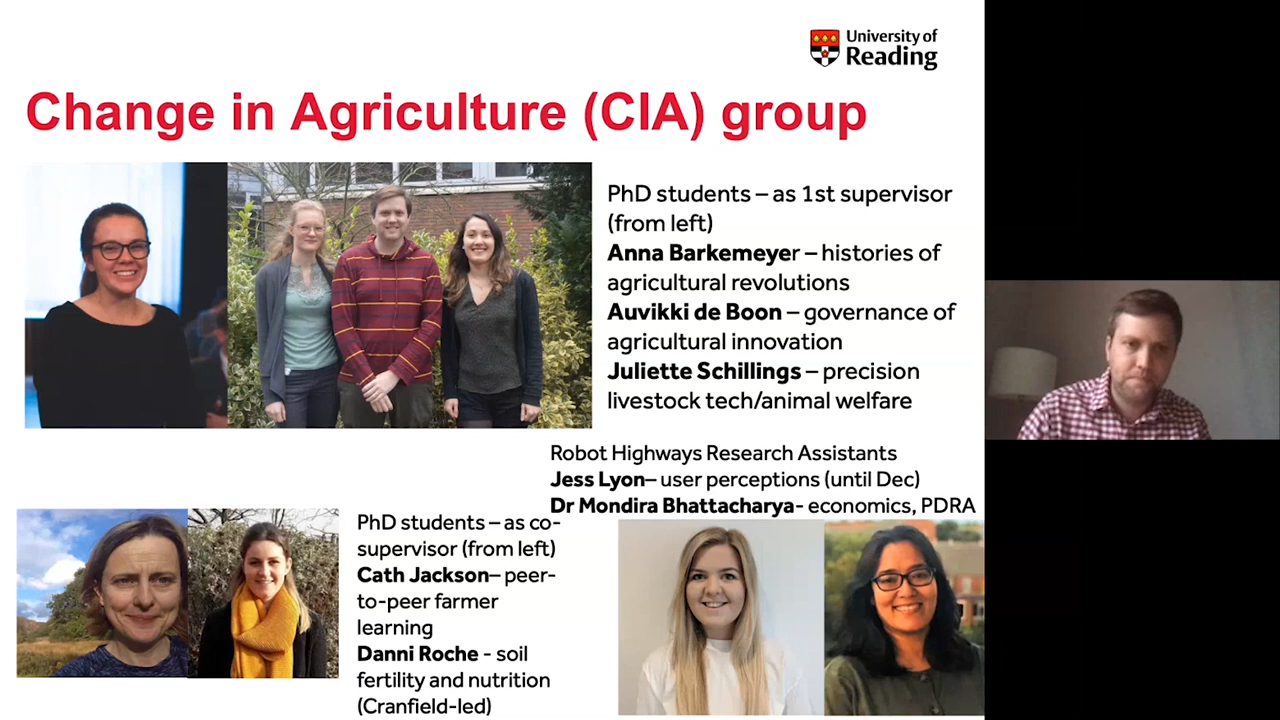 University of
Reading
Change in Agriculture (CIA) group
PhD students – as 1st supervisor
(from left)
Anna Barkemeyer – histories of
agricultural revolutions
Auvikki de Boon – governance of
agricultural innovation
Juliette Schillings – precision
livestock tech/animal welfare
Robot Highways Research Assistants
Jess Lyon– user perceptions (until Dec)
Dr Mondira Bhattacharya- economics, PDRA
PhD students – as co-
supervisor (from left)
Cath Jackson– peer-
to-peer farmer
learning
Danni Roche - soil
fertility and nutrition
(Cranfield-led)